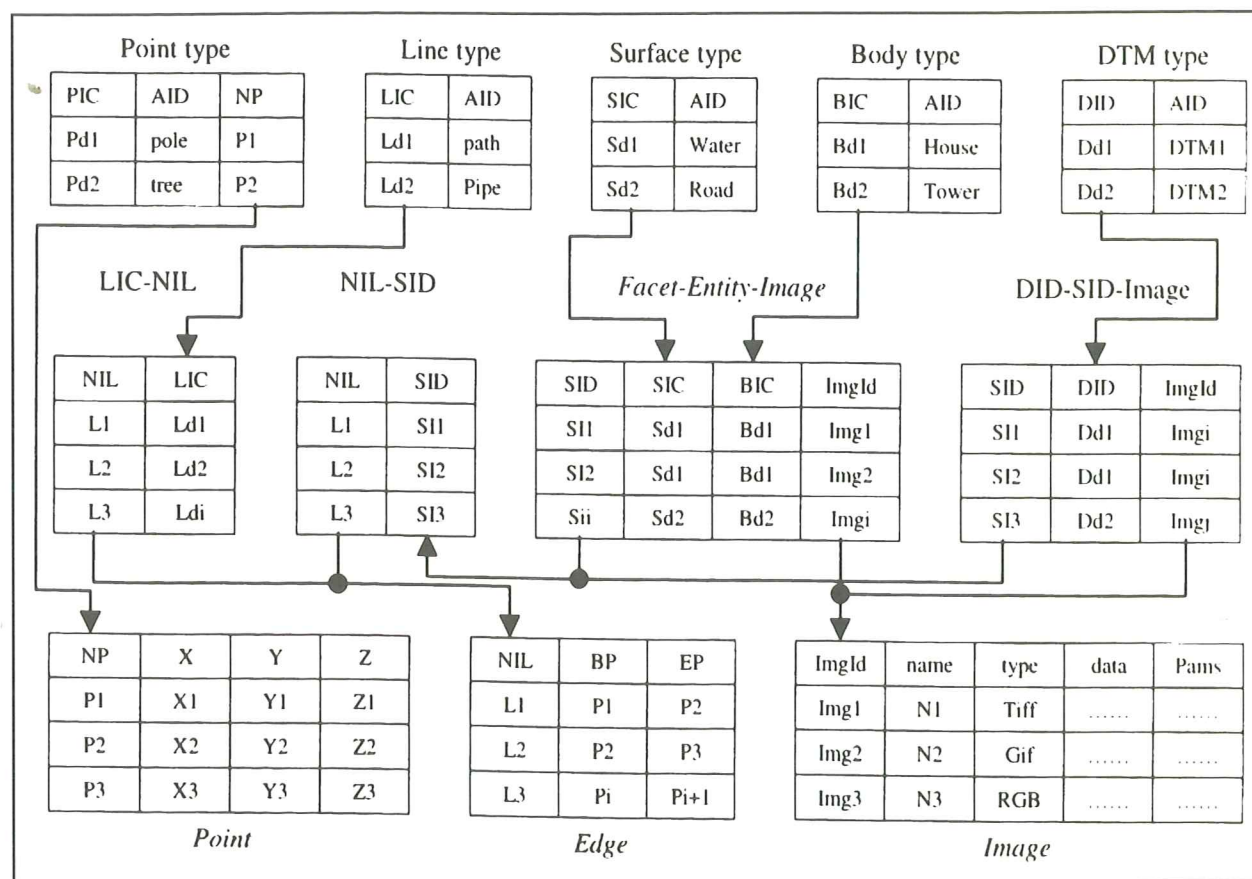 Point type
PIC AID NP
Pd1 pole P1
Pd2 tree P2
Line type
LIC AID
Ld1 path
Ld2 Pipe
Surface type
SIC AID
Sd1 Water
Sd2 Road
Body type
BIC AID
Bd1 House
Bd2 Tower
DTM type
DID AID
Dd1 DTM1
Dd2 DTM2
LIC-NIL
NIL LIC
L1 Ld1
L2 Ld2
L3 Ldi
NIL-SID
NIL SID
L1 SI1
L2 SI2
L3 SI3
Facet-Entity-Image
SID SIC BIC ImgId
SI1 Sd1 Bd1 Img1
SI2 Sd1 Bd1 Img2
Sii Sd2 Bd2 Imgi
DID-SID-Image
SID DID ImgId
SI1 Dd1 Imgi
SI2 Dd1 Imgi
SI3 Dd2 Imgj
NP X Y Z
P1 X1 Y1 Z1
P2 X2 Y2 Z2
P3 X3 Y3 Z3
Point
NIL BP EP
L1 P1 P2
L2 P2 P3
L3 Pi Pi+1
Edge
ImgId name type data Pams
Img1 N1 Tiff ...... ......
Img2 N2 Gif ...... ......
Img3 N3 RGB ...... ......
Image